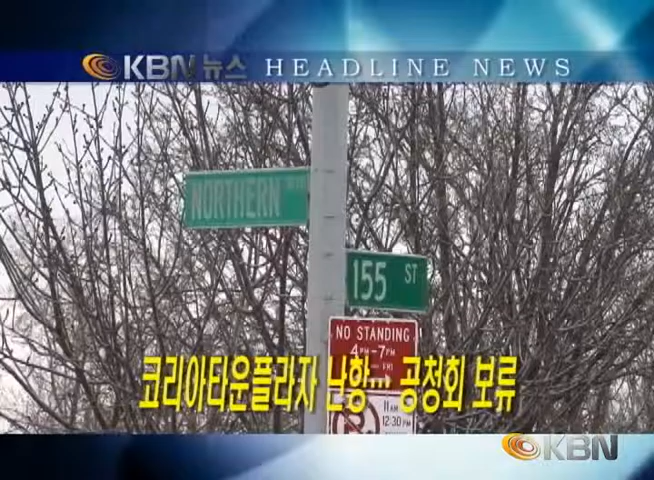 KBN 뉴스 HEADLINE NEWS
NORTHERN
155 ST
NO STANDING
4PM-7PM
FRI
코리아타운플라자 난항... 공청회 보류
11AM
12:30PM
KBN